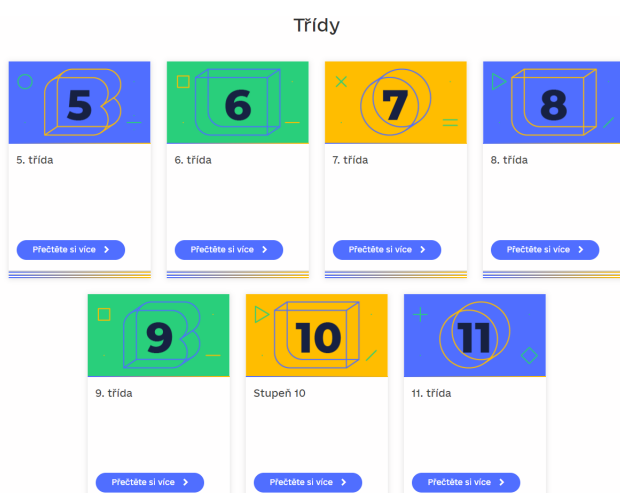 Třídy
5 6 7 8
5. třída 6. třída 7. třída 8. třída
Přečtěte si více Přečtěte si více Přečtěte si více Přečtěte si více
9 10 11
9. třída Stupeň 10 11. třída
Přečtěte si více Přečtěte si více Přečtěte si více